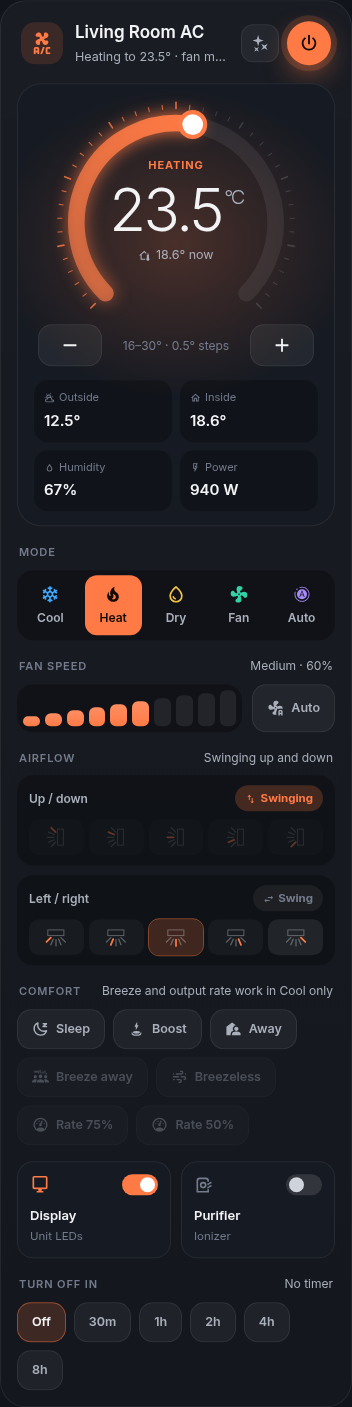 A/C
Living Room AC
Heating to 23.5° · fan m...
HEATING
23.5°C
18.6° now
16–30° · 0.5° steps
Outside
12.5°
Inside
18.6°
Humidity
67%
Power
940 W
MODE
Cool
Heat
Dry
Fan
Auto
FAN SPEED
Medium · 60%
Auto
AIRFLOW
Swinging up and down
Up / down
Swinging
Left / right
Swing
COMFORT
Breeze and output rate work in Cool only
Sleep
Boost
Away
Breeze away
Breezeless
Rate 75%
Rate 50%
Display
Unit LEDs
Purifier
Ionizer
TURN OFF IN
No timer
Off
30m
1h
2h
4h
8h